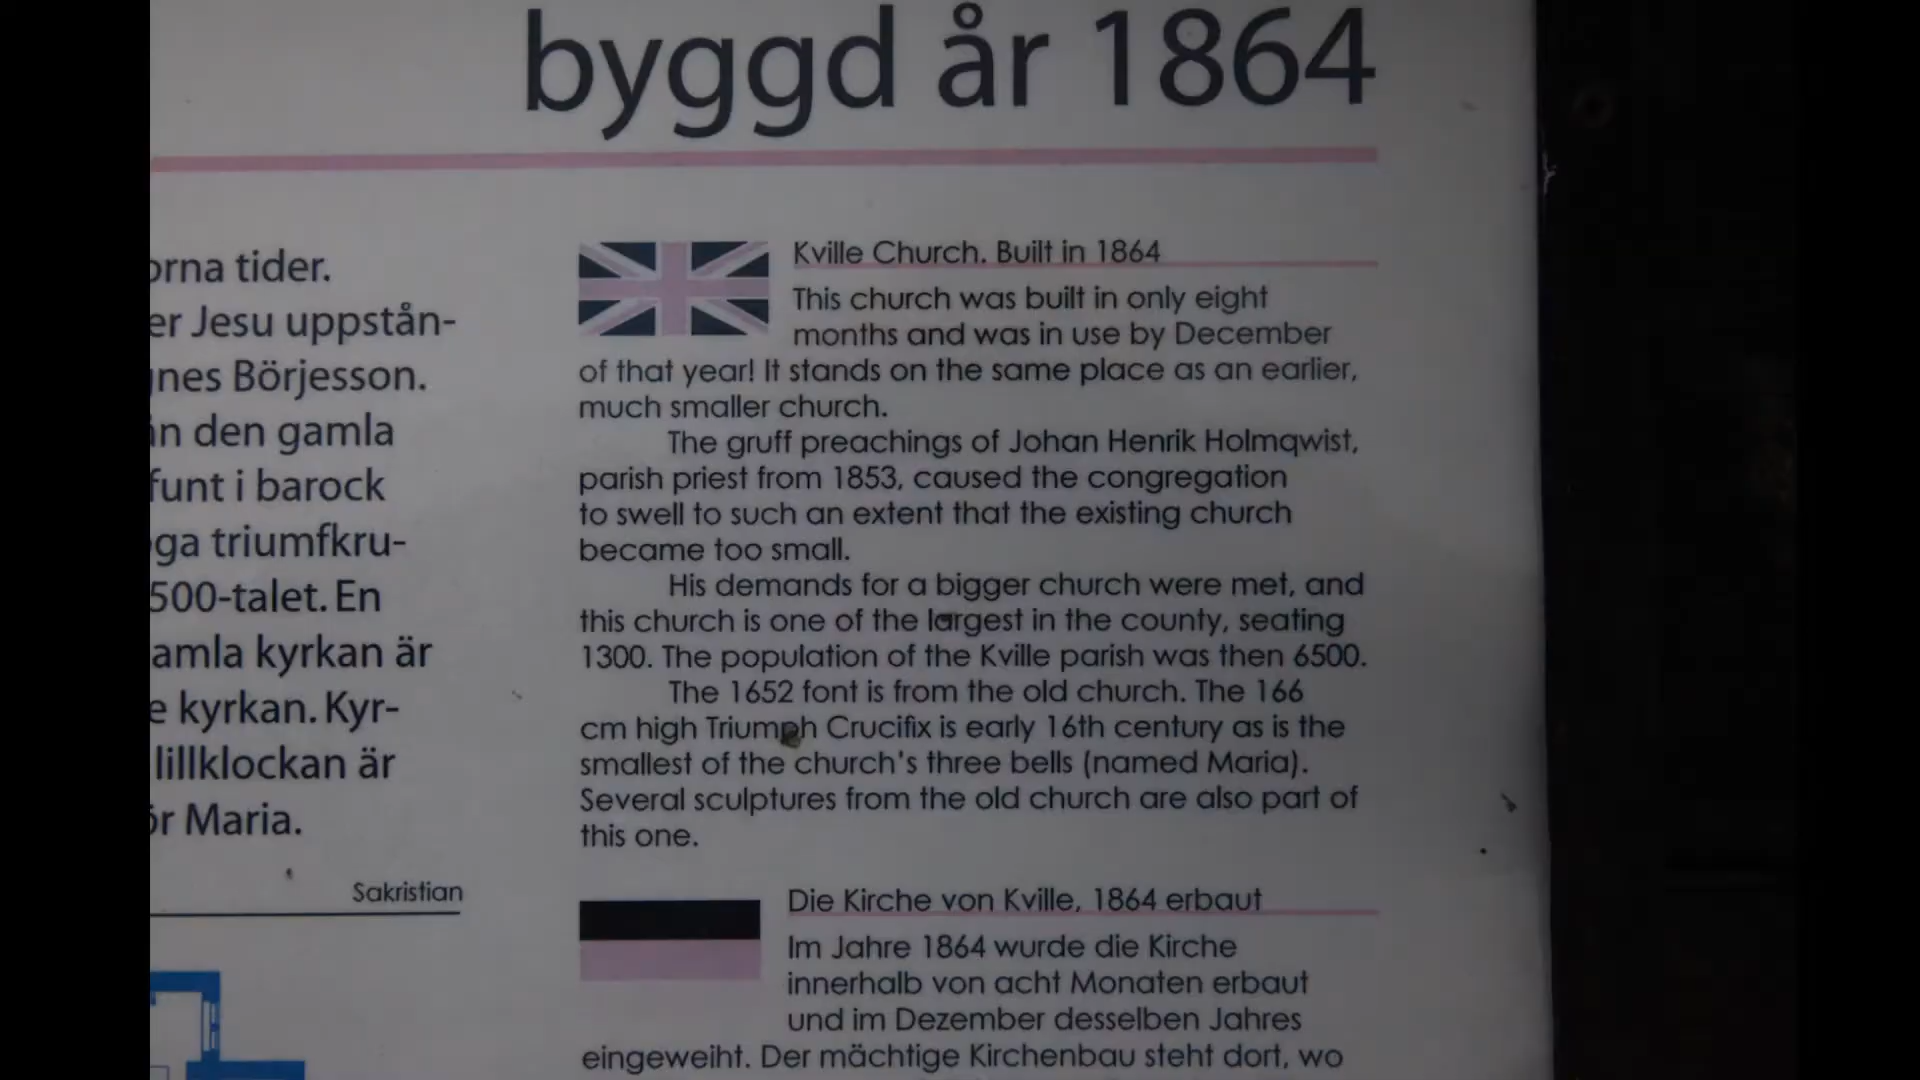 byggd år 1864
tider.
Jesu uppstån-
Börjesson.
den gamla
i barock
triumfkru-
500-talet. En
kyrkan är
kyrkan. Kyr-
lillklockan är
Maria.
Sakristian
Kville Church. Built in 1864
This church was built in only eight
months and was in use by December
of that year! It stands on the same place as an earlier,
much smaller church.
The gruff preachings of Johan Henrik Holmqwist,
parish priest from 1853, caused the congregation
to swell to such an extent that the existing church
became too small.
His demands for a bigger church were met, and
this church is one of the largest in the county, seating
1300. The population of the Kville parish was then 6500.
The 1652 font is from the old church. The 166
cm high Triumph Crucifix is early 16th century as is the
smallest of the church's three bells (named Maria).
Several sculptures from the old church are also part of
this one.
Die Kirche von Kville, 1864 erbaut
Im Jahre 1864 wurde die Kirche
innerhalb von acht Monaten erbaut
und im Dezember desselben Jahres
eingeweiht. Der mächtige Kirchenbau steht dort, wo